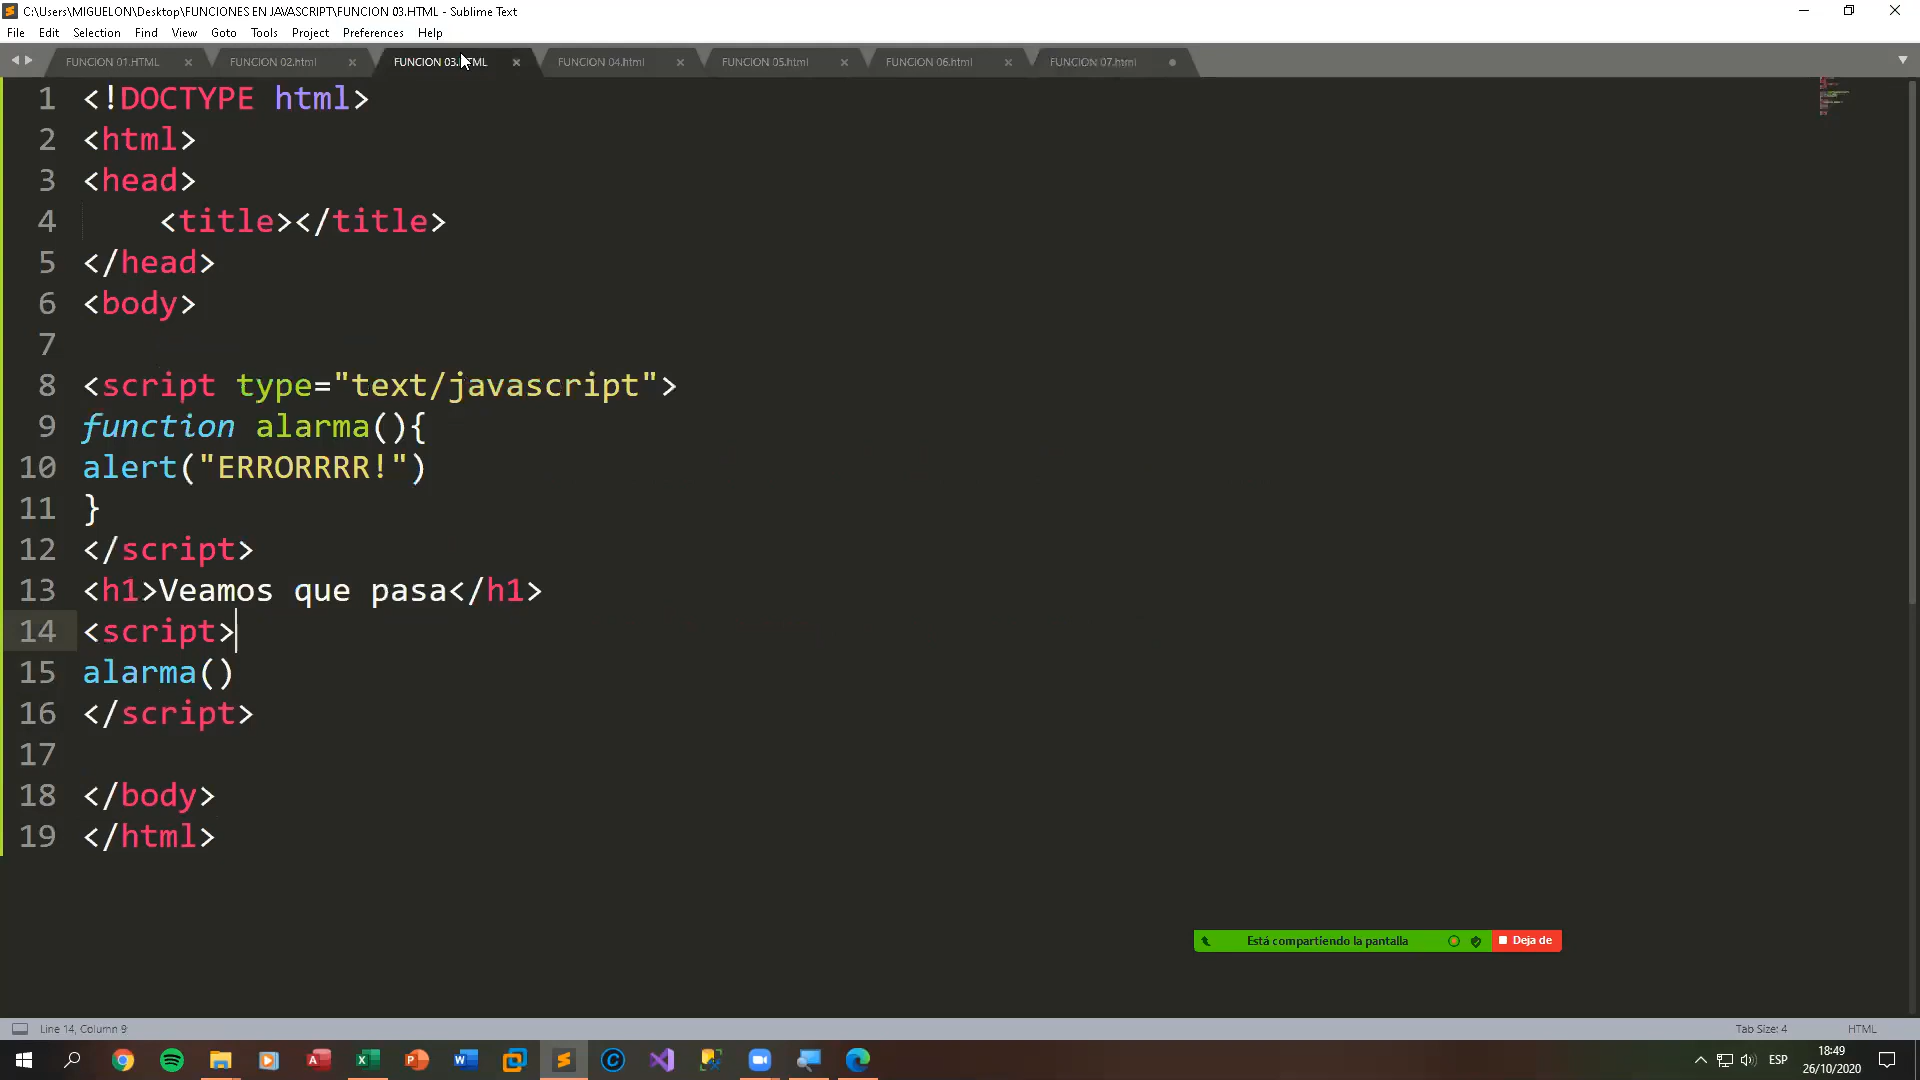 C:\Users\MIGUELON\Desktop\FUNCIONES EN JAVASCRIPT\FUNCION 03.HTML - Sublime Text
File Edit Selection Find View Goto Tools Project Preferences Help
FUNCION 01.HTML FUNCION 02.html FUNCION 03.HTML FUNCION 04.html FUNCION 05.html FUNCION 06.html FUNCION 07.html
1 <!DOCTYPE html>
2 <html>
3 <head>
4 <title></title>
5 </head>
6 <body>
7
8 <script type="text/javascript">
9 function alarma(){
10 alert("ERRORRRR!")
11 }
12 </script>
13 <h1>Veamos que pasa</h1>
14 <script>
15 alarma()
16 </script>
17
18 </body>
19 </html>
Está compartiendo la pantalla Deja de
Line 14, Column 9 Tab Size: 4 HTML
ESP 18:49
26/10/2020